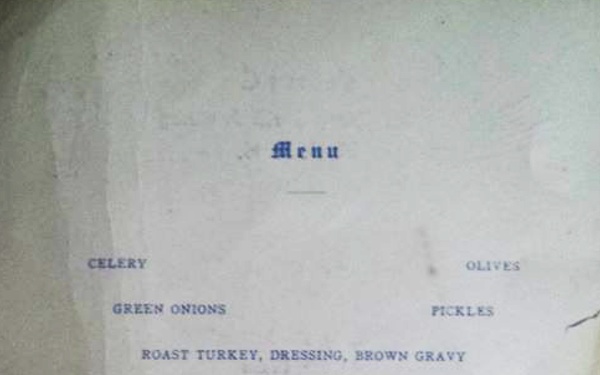 Menu
CELERY OLIVES
GREEN ONIONS PICKLES
ROAST TURKEY, DRESSING, BROWN GRAVY